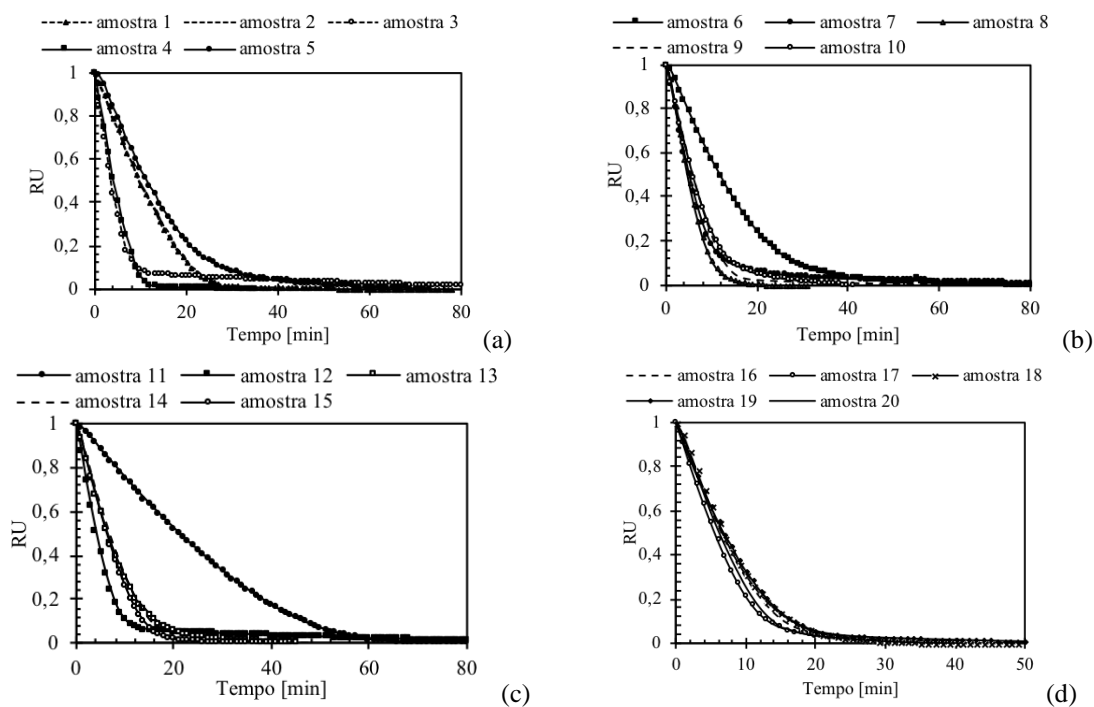 amostra 1 amostra 2 amostra 3
amostra 4 amostra 5
1
0,8
0,6
0,4
0,2
0
RU
0 20 40 60 80
Tempo [min]
(a)
amostra 6 amostra 7 amostra 8
amostra 9 amostra 10
1
0,8
0,6
0,4
0,2
0
RU
0 20 40 60 80
Tempo [min]
(b)
amostra 11 amostra 12 amostra 13
amostra 14 amostra 15
1
0,8
0,6
0,4
0,2
0
RU
0 20 40 60 80
Tempo [min]
(c)
amostra 16 amostra 17 amostra 18
amostra 19 amostra 20
1
0,8
0,6
0,4
0,2
0
RU
0 10 20 30 40 50
Tempo [min]
(d)